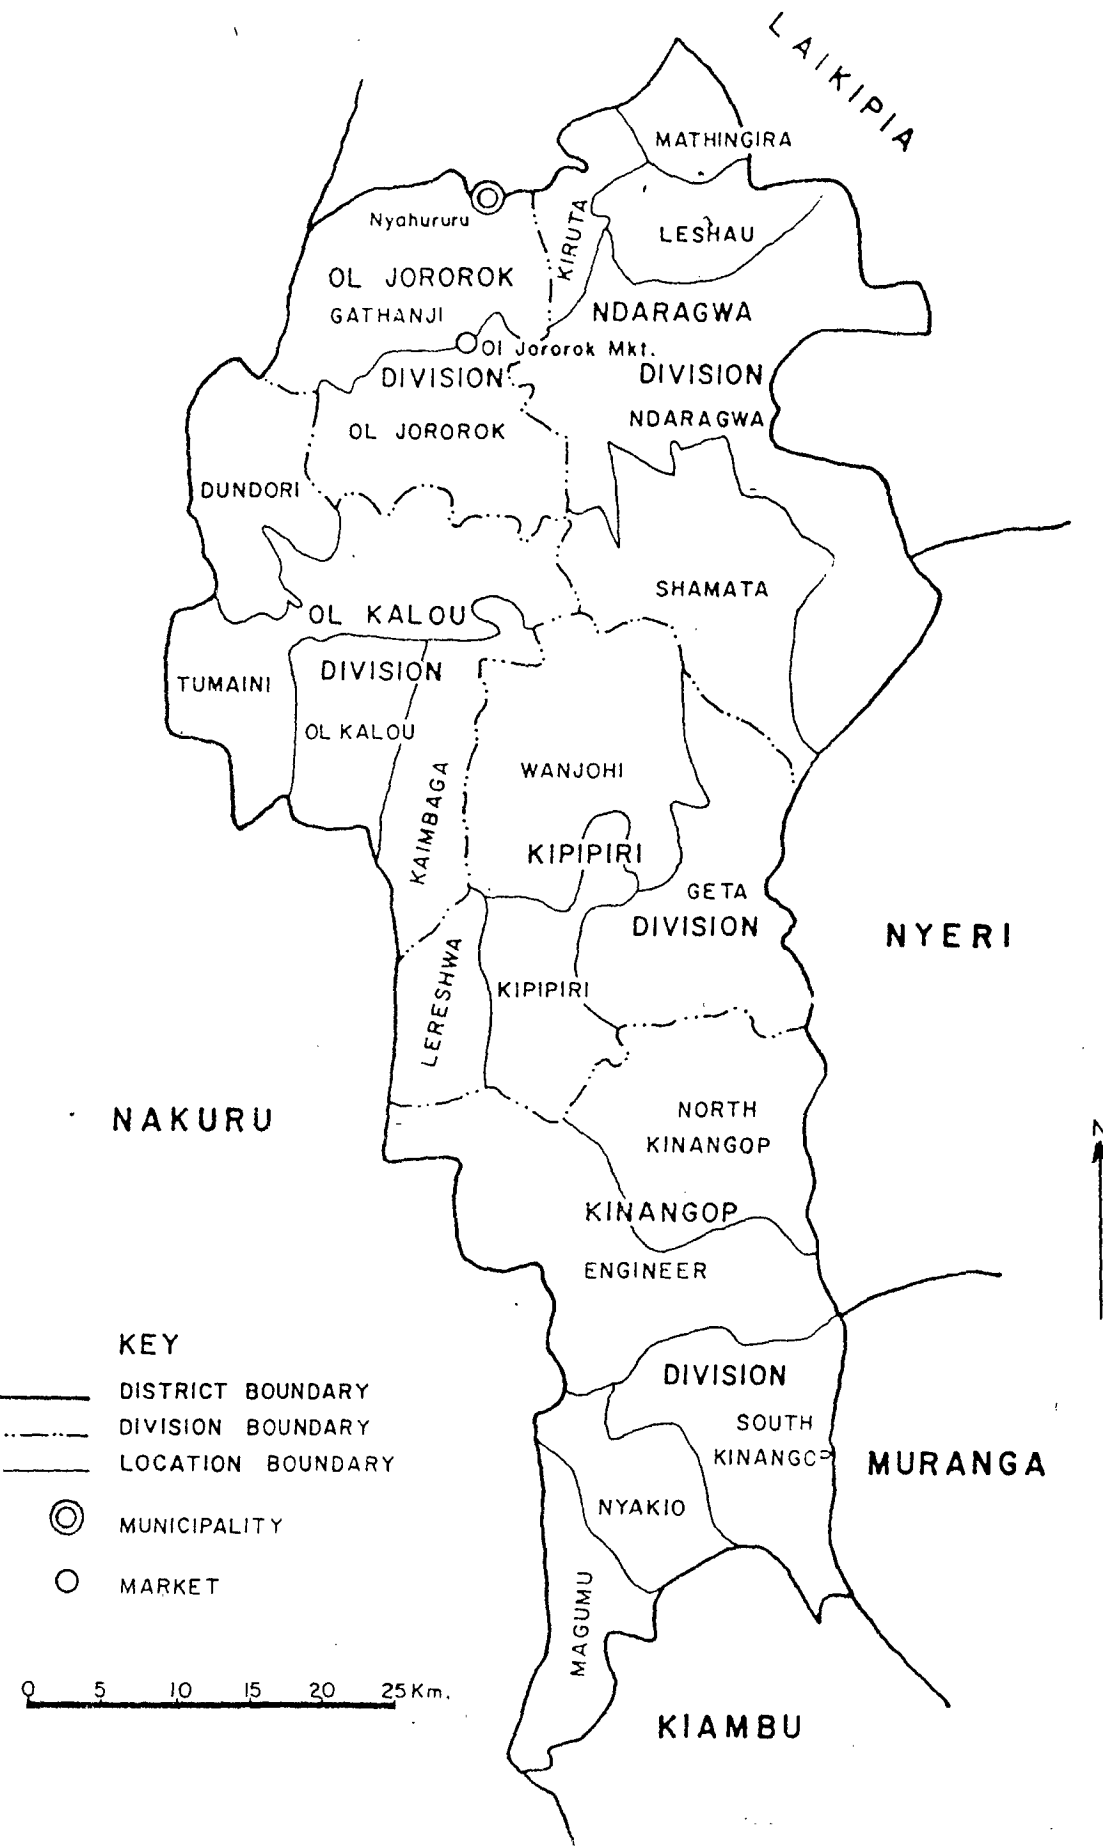 LAIKIPIA
MATHINGIRA
Nyahururu
KIRUTA
LESHAU
OL JOROROK
GATHANJI
NDARAGWA
Ol Jororok Mkt.
DIVISION
DIVISION
NDARAGWA
OL JOROROK
DUNDORI
SHAMATA
OL KALOU
DIVISION
TUMAINI
OL KALOU
KAIMBAGA
WANJOHI
KIPIPIRI
GETA
DIVISION
NYERI
LERESHWA
KIPIPIRI
NAKURU
NORTH
KINANGOP
N
KINANGOP
ENGINEER
DIVISION
SOUTH
KINANGOP
MURANGA
NYAKIO
MAGUMU
KIAMBU
KEY
DISTRICT BOUNDARY
DIVISION BOUNDARY
LOCATION BOUNDARY
MUNICIPALITY
MARKET
0 5 10 15 20 25 Km.